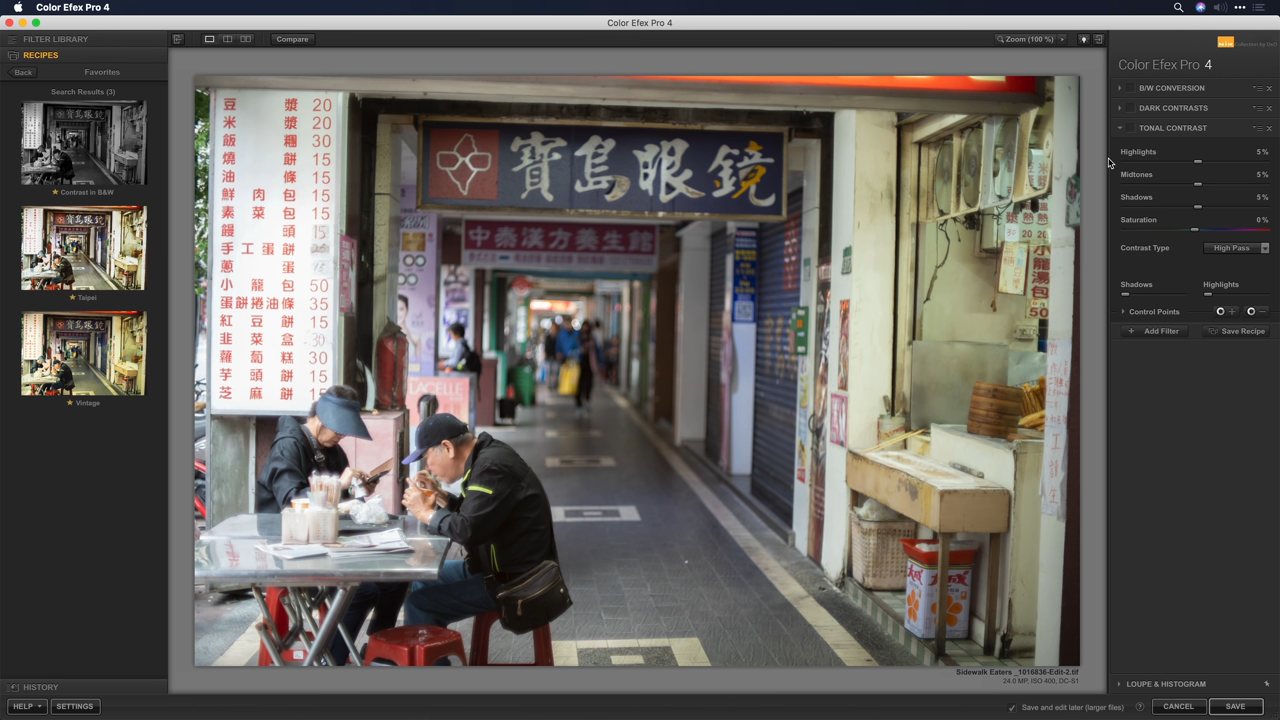 Color Efex Pro 4
Color Efex Pro 4
FILTER LIBRARY
Compare
Zoom (100 %)
RECIPES
Back
Favorites
Search Results (3)
Contrast in B&W
Taipei
Vintage
HISTORY
HELP
SETTINGS
豆 漿 20
米 漿 20
飯 糰 30
燒 餅 15
油 條 15
鮮 肉 包 15
素 菜 包 15
饅 頭 15
手 工 蛋 餅
蔥 蛋
小 籠 包 50
蛋餅捲油條 35
紅 豆 餅 15
韭 菜 盒 30
蘿 蔔 糕 30
芋 頭 餅 15
芝 麻 餅 15
寶島眼鏡
中藥漢方養生館
LACELLE
Sidewalk Eaters _1016836-Edit-2.tif
24.0 MP, ISO 400, DC-S1
Collection by DxO
Color Efex Pro 4
B/W CONVERSION
DARK CONTRASTS
TONAL CONTRAST
Highlights 5 %
Midtones 5 %
Shadows 5 %
Saturation 0 %
Contrast Type High Pass
Shadows Highlights
Control Points
Add Filter Save Recipe
LOUPE & HISTOGRAM
Save and edit later (larger files)
CANCEL
SAVE